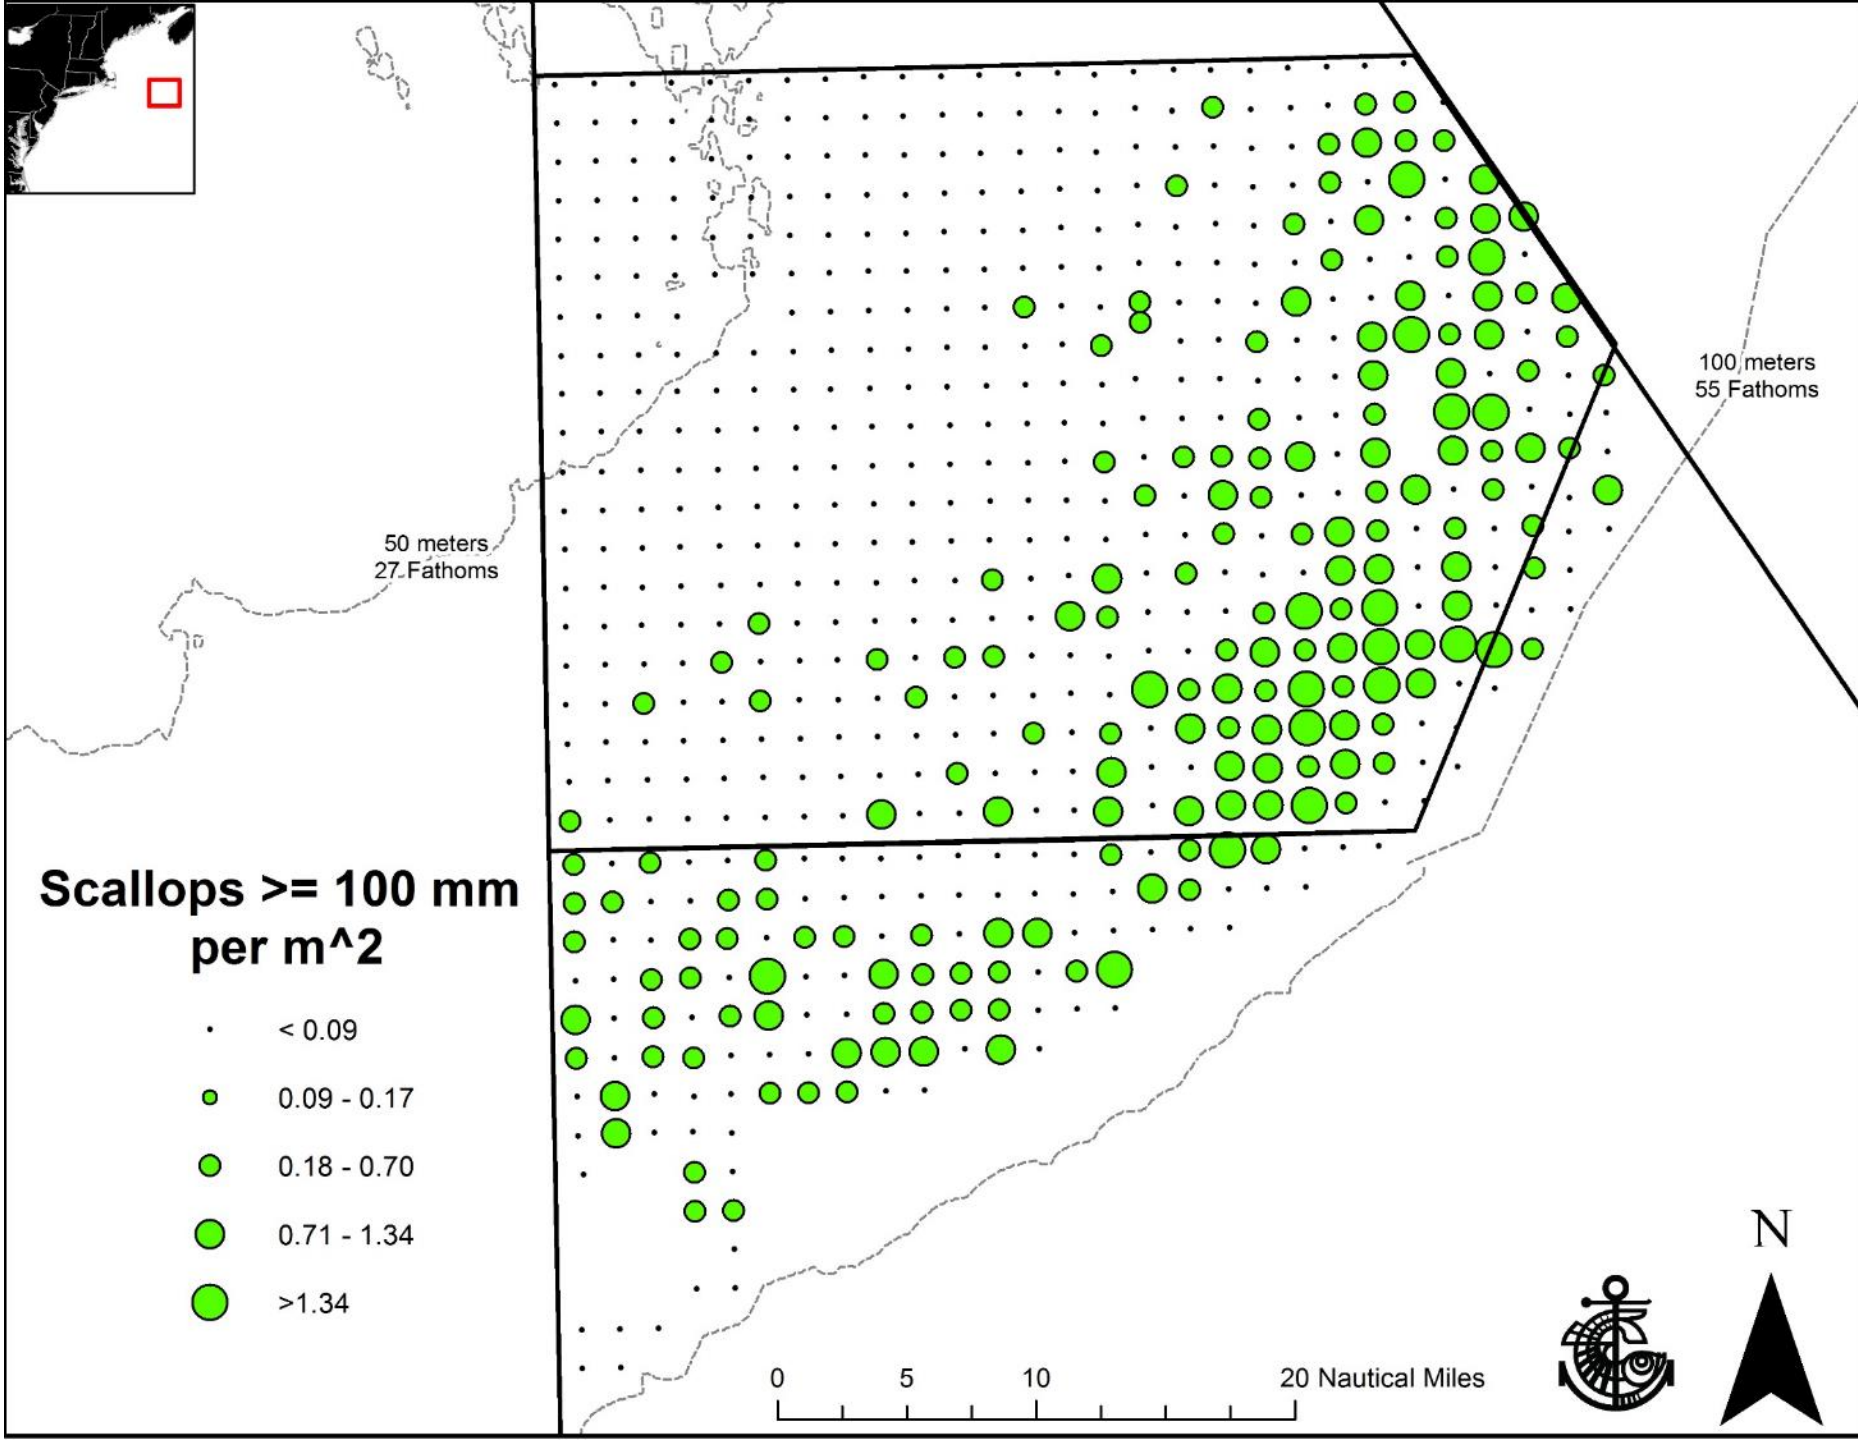 100 meters
55 Fathoms
50 meters
27 Fathoms
Scallops >= 100 mm
per m^2
< 0.09
0.09 - 0.17
0.18 - 0.70
0.71 - 1.34
>1.34
N
0 5 10 20 Nautical Miles